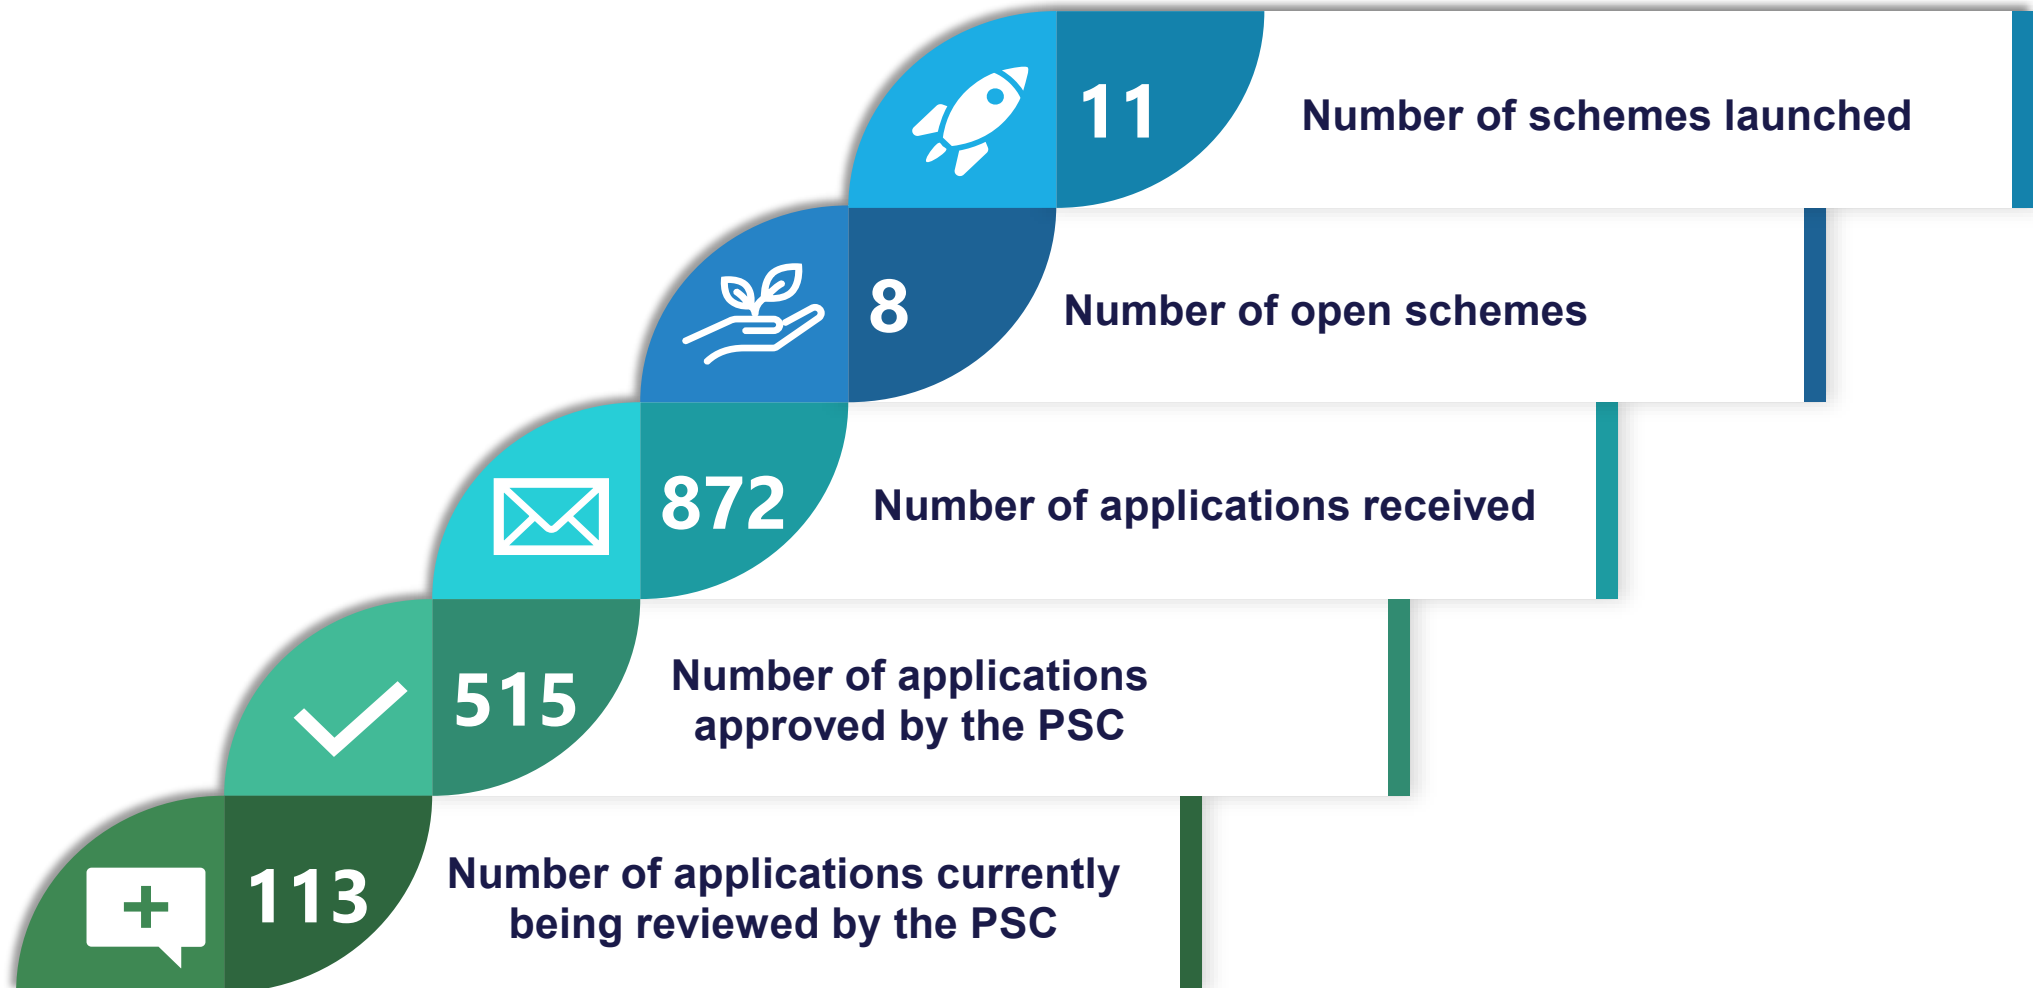 11
Number of schemes launched
8
Number of open schemes
872
Number of applications received
515
Number of applications
approved by the PSC
113
Number of applications currently
being reviewed by the PSC